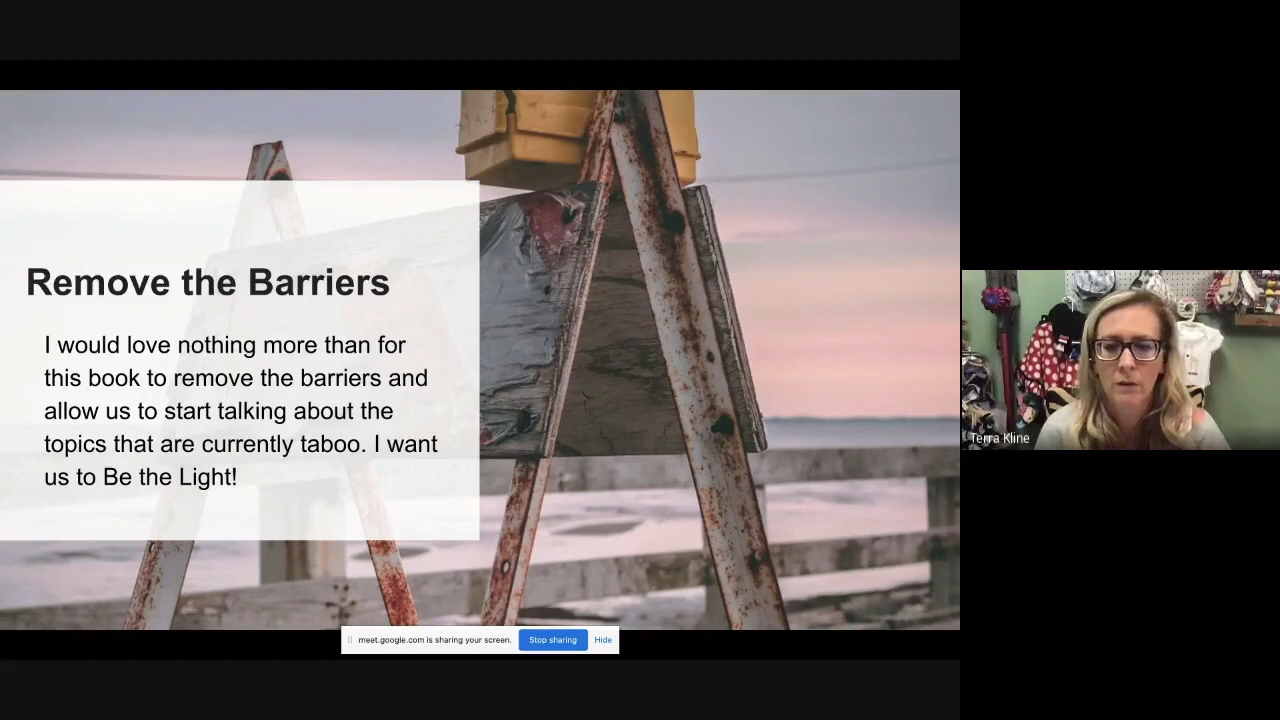 Remove the Barriers
I would love nothing more than for
this book to remove the barriers and
allow us to start talking about the
topics that are currently taboo. I want
us to Be the Light!
Terra Kline
meet.google.com is sharing your screen. Stop sharing Hide